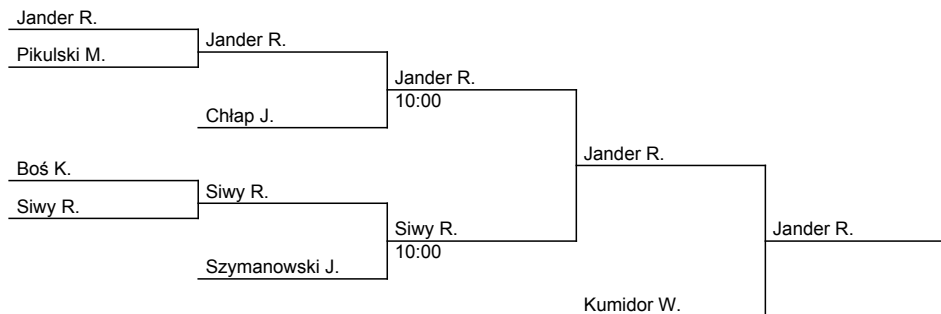 Jander R.
Pikulski M.
Jander R.
Chłap J.
Jander R.
10:00
Boś K.
Siwy R.
Siwy R.
Szymanowski J.
Siwy R.
10:00
Jander R.
Kumidor W.
Jander R.